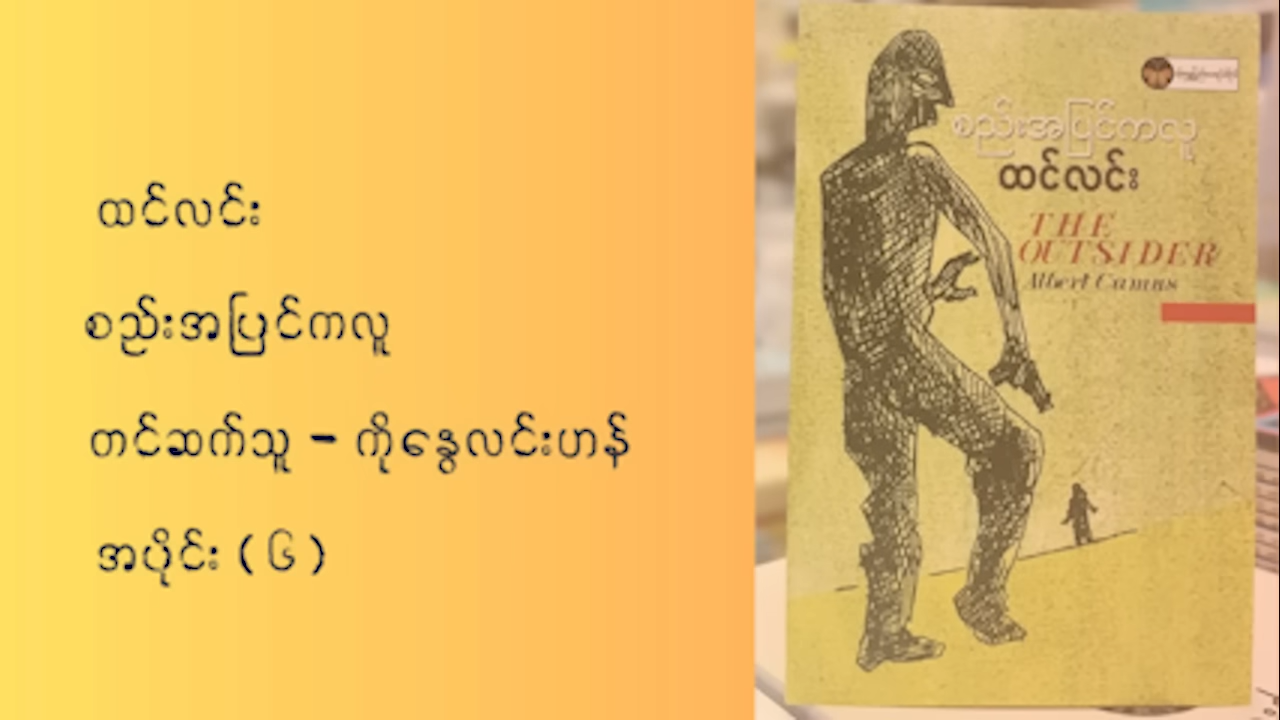 ထင်လင်း
စည်းအပြင်ကလူ
တင်ဆက်သူ - ကိုနွေလင်းဟန်
အပိုင်း ( ၆ )
စည်းအပြင်ကလူ
ထင်လင်း
THE
OUTSIDER
Albert Camus